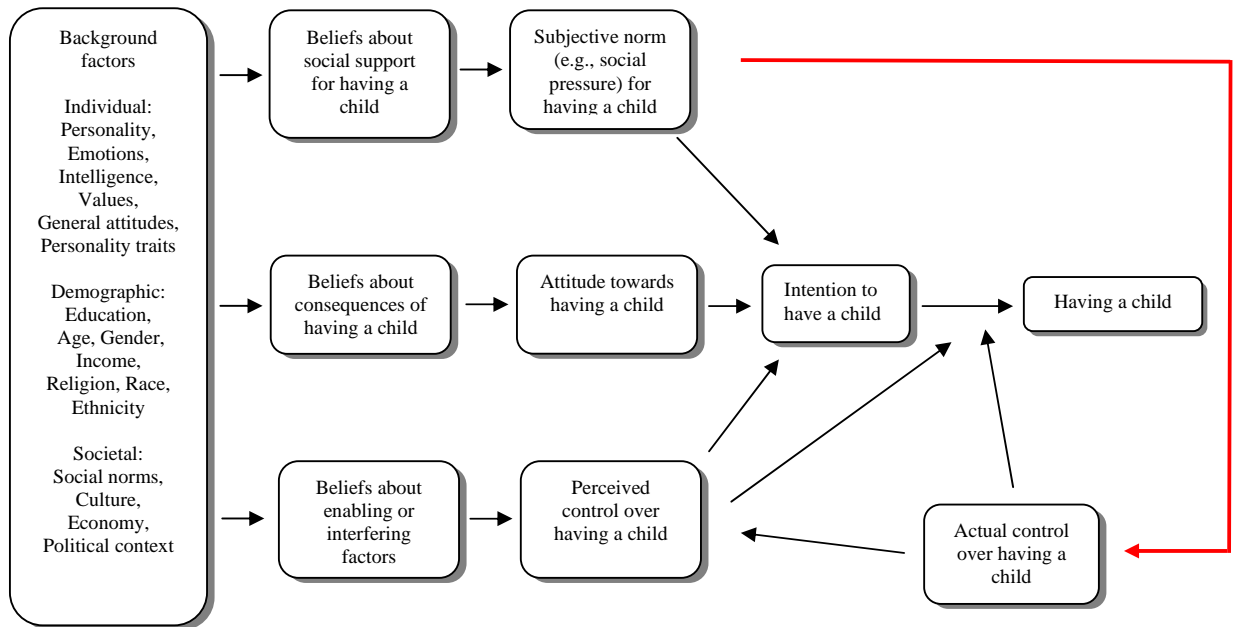 Background
factors
Individual:
Personality,
Emotions,
Intelligence,
Values,
General attitudes,
Personality traits
Demographic:
Education,
Age, Gender,
Income,
Religion, Race,
Ethnicity
Societal:
Social norms,
Culture,
Economy,
Political context
Beliefs about
social support
for having a
child
Subjective norm
(e.g., social
pressure) for
having a child
Beliefs about
consequences of
having a child
Attitude towards
having a child
Intention to
have a child
Having a child
Beliefs about
enabling or
interfering
factors
Perceived
control over
having a child
Actual control
over having a
child